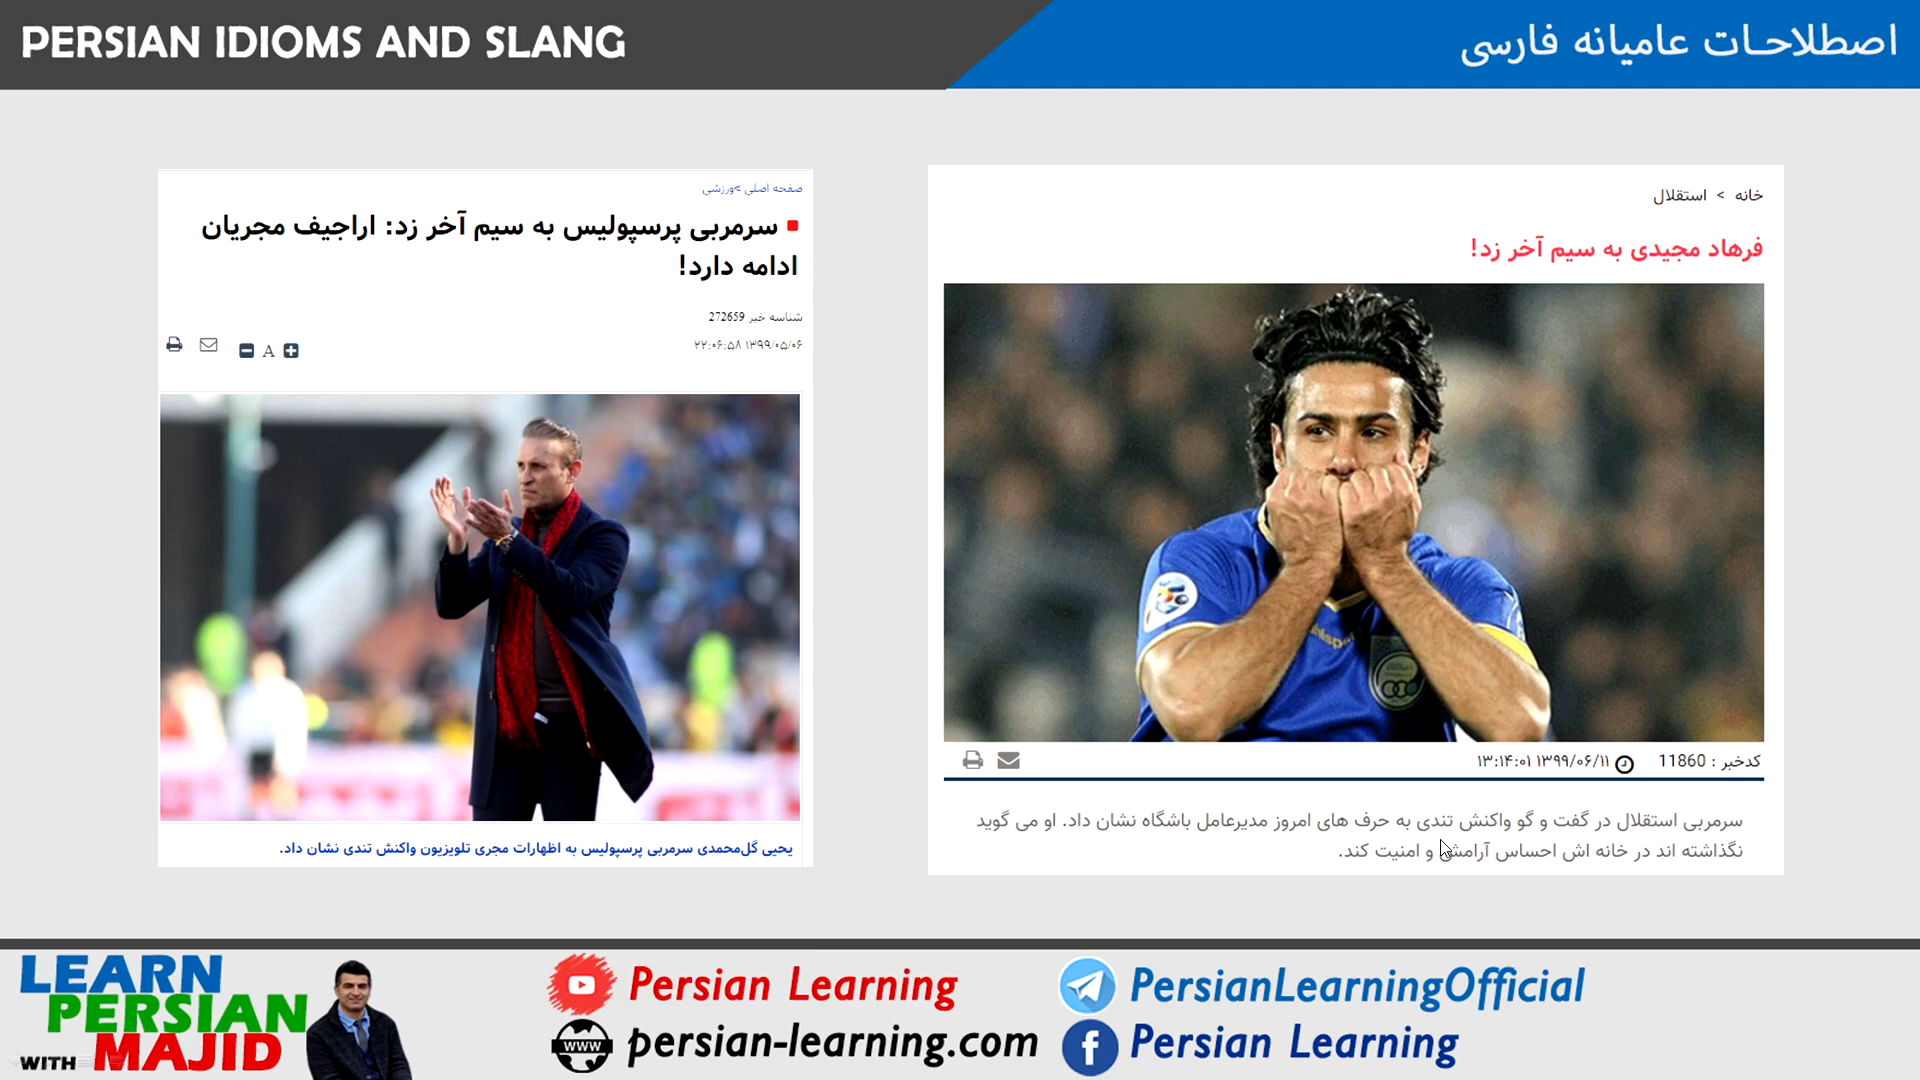 PERSIAN IDIOMS AND SLANG
اصطلاحات عامیانه فارسی
صفحه اصلی >ورزشی
سرمربی پرسپولیس به سیم آخر زد: اراجیف مجریان
ادامه دارد!
شناسه خبر 272659
۱۳۹۹/۰۵/۰۶ ۲۲:۰۶:۵۸
A
یحیی گل‌محمدی سرمربی پرسپولیس به اظهارات مجری تلویزیون واکنش تندی نشان داد.
خانه > استقلال
فرهاد مجیدی به سیم آخر زد!
کدخبر : 11860
۱۳۹۹/۰۶/۱۱ ۱۳:۱۴:۰۱
سرمربی استقلال در گفت و گو واکنش تندی به حرف های امروز مدیرعامل باشگاه نشان داد. او می گوید
نگذاشته اند در خانه اش احساس آرامش و امنیت کند.
LEARN
PERSIAN
WITH MAJID
Persian Learning
www persian-learning.com
PersianLearningOfficial
f Persian Learning